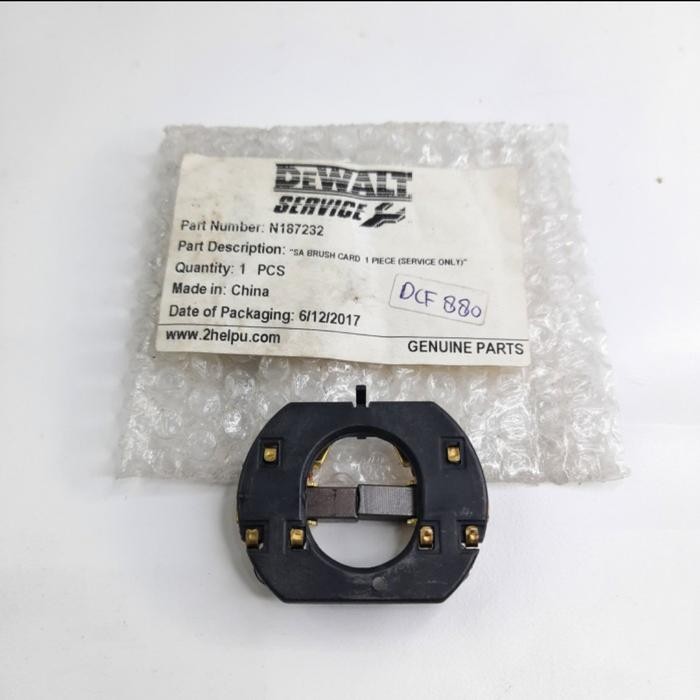 DEWALT
SERVICE
Part Number: N187232
Part Description: "SA BRUSH CARD 1 PIECE (SERVICE ONLY)"
Quantity: 1 PCS
Made in: China
DCF 880
Date of Packaging: 6/12/2017
www.2helpu.com
GENUINE PARTS